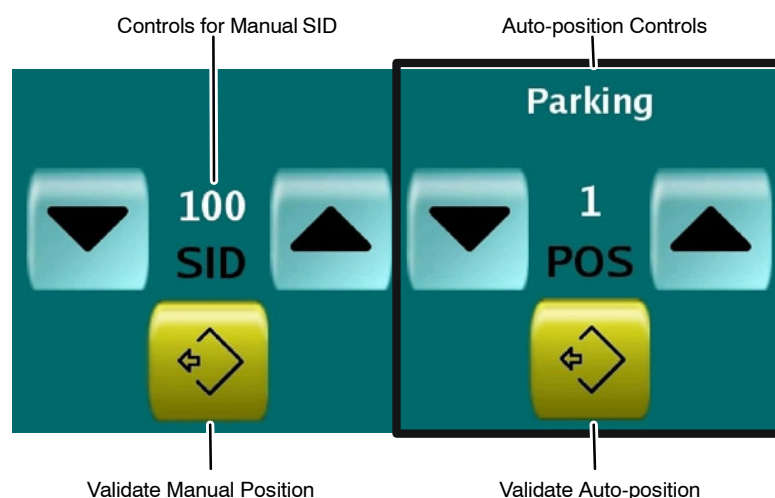 Controls for Manual SID
Auto-position Controls
Parking
100
SID
1
POS
Validate Manual Position
Validate Auto-position